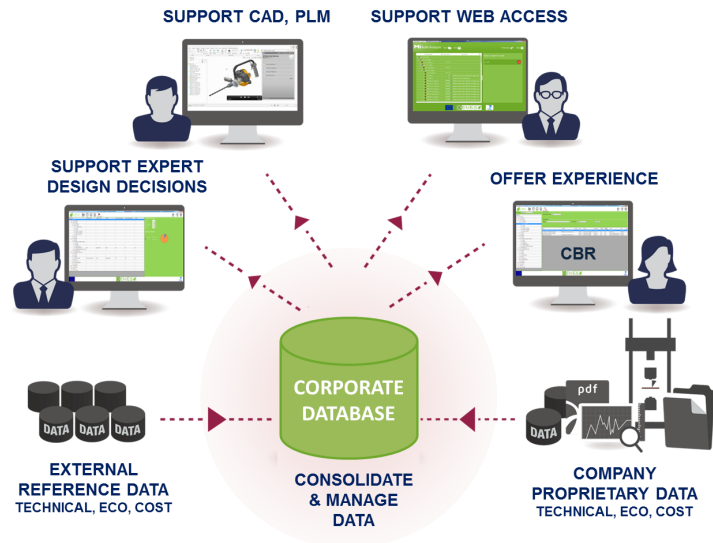 SUPPORT CAD, PLM
SUPPORT WEB ACCESS
SUPPORT EXPERT
DESIGN DECISIONS
OFFER EXPERIENCE
CBR
CORPORATE
DATABASE
pdf
DATA DATA DATA
DATA
EXTERNAL
REFERENCE DATA
TECHNICAL, ECO, COST
CONSOLIDATE
& MANAGE
DATA
COMPANY
PROPRIETARY DATA
TECHNICAL, ECO, COST